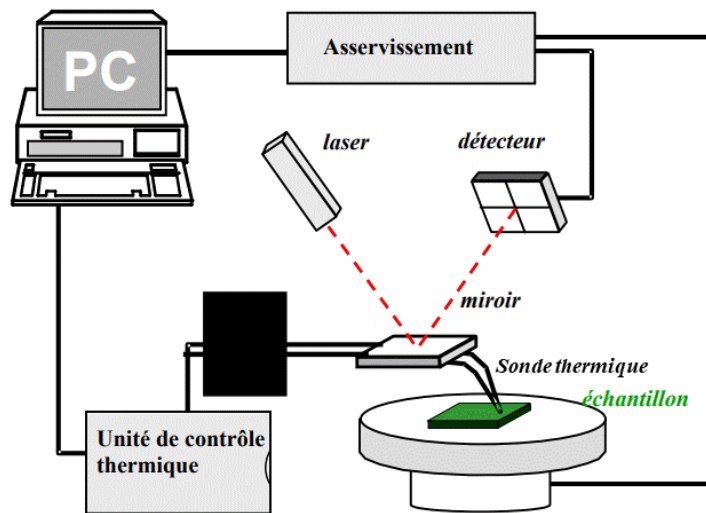 PC
Asservissement
laser
détecteur
miroir
Sonde thermique
échantillon
Unité de contrôle
thermique